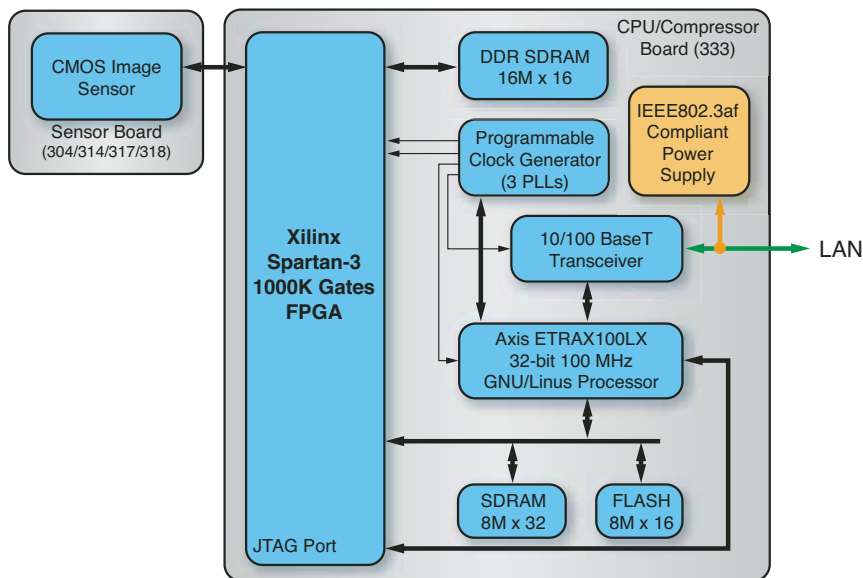 CMOS Image
Sensor
Sensor Board
(304/314/317/318)
CPU/Compressor
Board (333)
DDR SDRAM
16M x 16
IEEE802.3af
Compliant
Power
Supply
Programmable
Clock Generator
(3 PLLs)
Xilinx
Spartan-3
1000K Gates
FPGA
10/100 BaseT
Transceiver
LAN
Axis ETRAX100LX
32-bit 100 MHz
GNU/Linus Processor
SDRAM
8M x 32
FLASH
8M x 16
JTAG Port